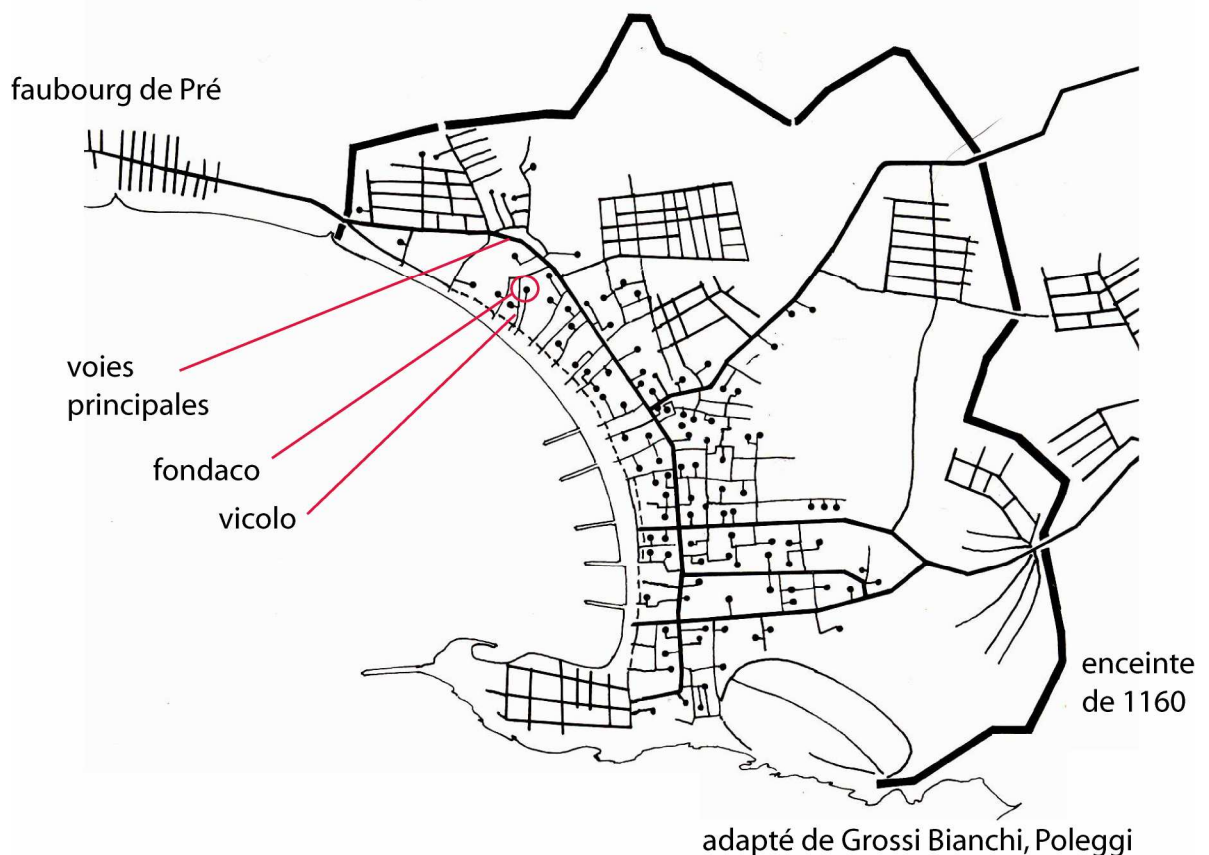 faubourg de Pré
voies
principales
fondaco
vicolo
enceinte
de 1160
adapté de Grossi Bianchi, Poleggi